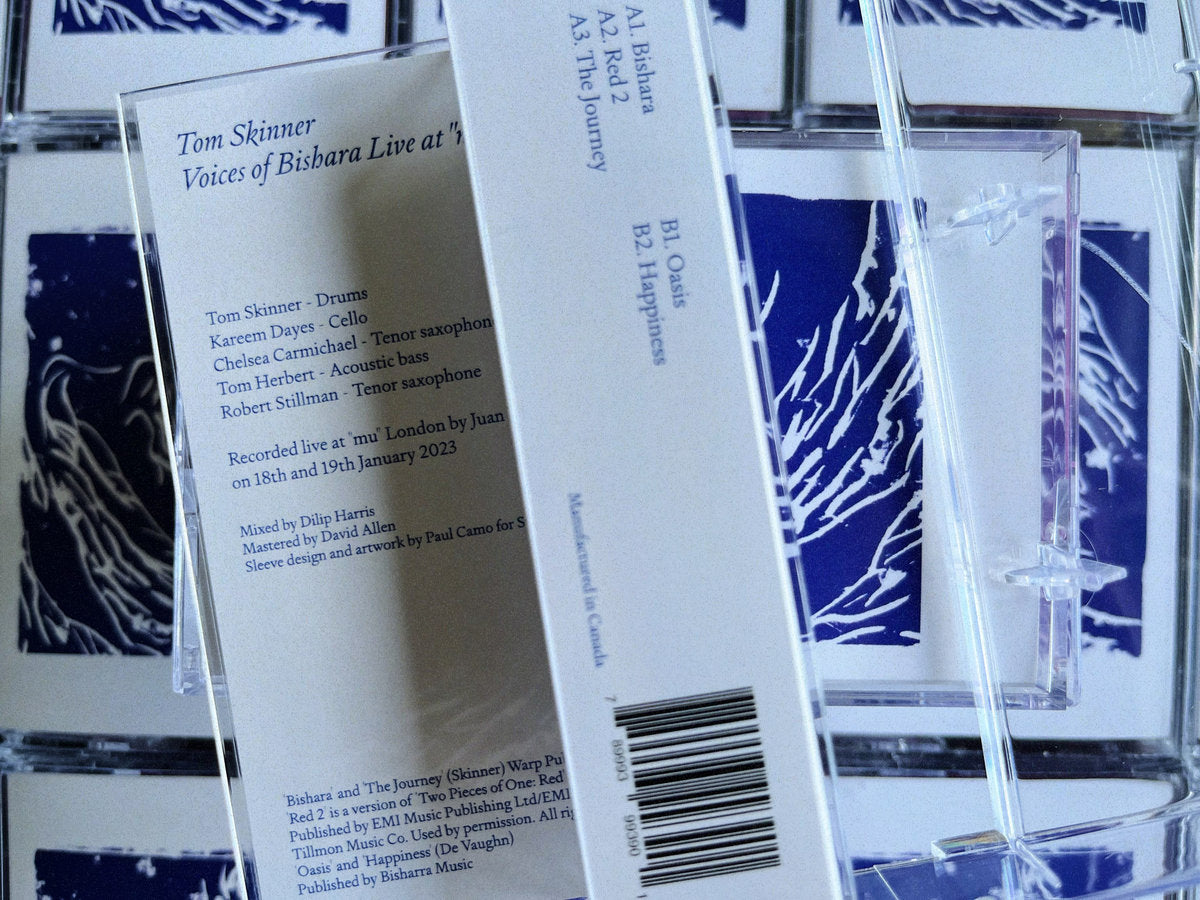 Tom Skinner
Voices of Bishara Live at "
Tom Skinner - Drums
Kareem Dayes - Cello
Chelsea Carmichael - Tenor saxophon
Tom Herbert - Acoustic bass
Robert Stillman - Tenor saxophone
Recorded live at "mu" London by Juan
on 18th and 19th January 2023
Mixed by Dilip Harris
Mastered by David Allen
Sleeve design and artwork by Paul Camo for S
'Bishara' and 'The Journey' (Skinner) Warp Pu
'Red 2' is a version of 'Two Pieces of One: Red'
Published by EMI Music Publishing Ltd/EMI
Tillmon Music Co. Used by permission. All rig
'Oasis' and 'Happiness' (De Vaughn)
Published by Bisharra Music
A1. Bishara
A2. Red 2
A3. The Journey
B1. Oasis
B2. Happiness
Manufactured in Canada